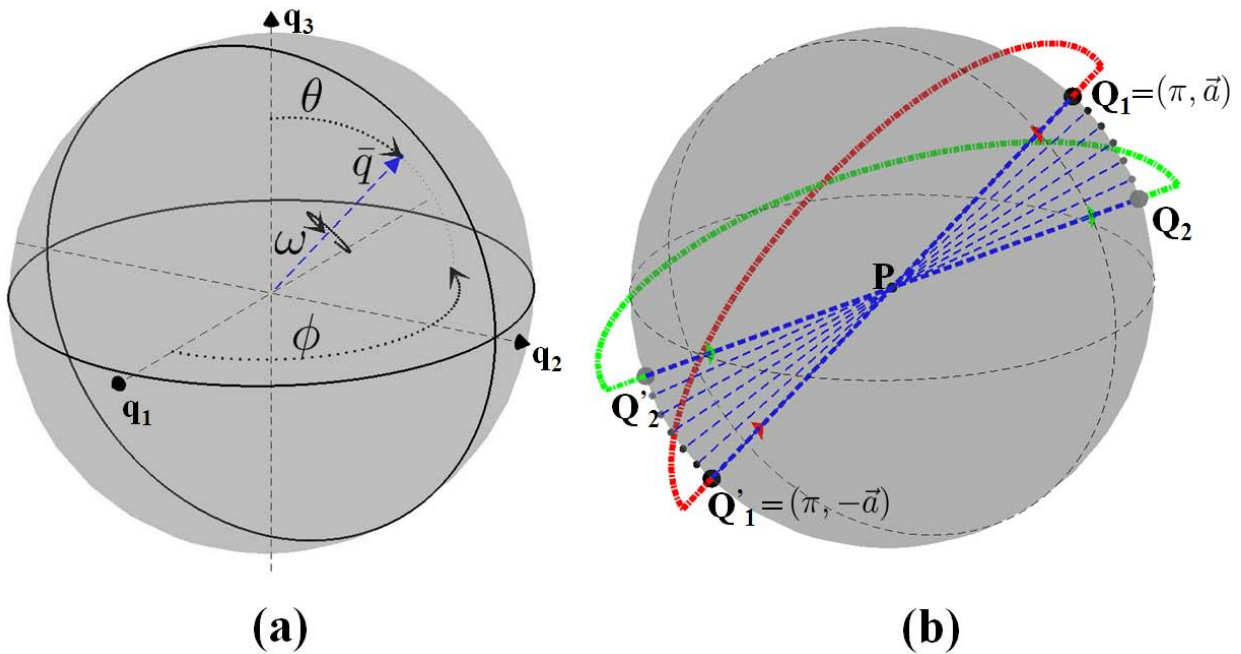 q₃
θ
q̄
ω
ϕ
q₂
q₁
(a)
Q₁=(π, a⃗)
Q₂
P
Q'₂
Q'₁=(π, −a⃗)
(b)